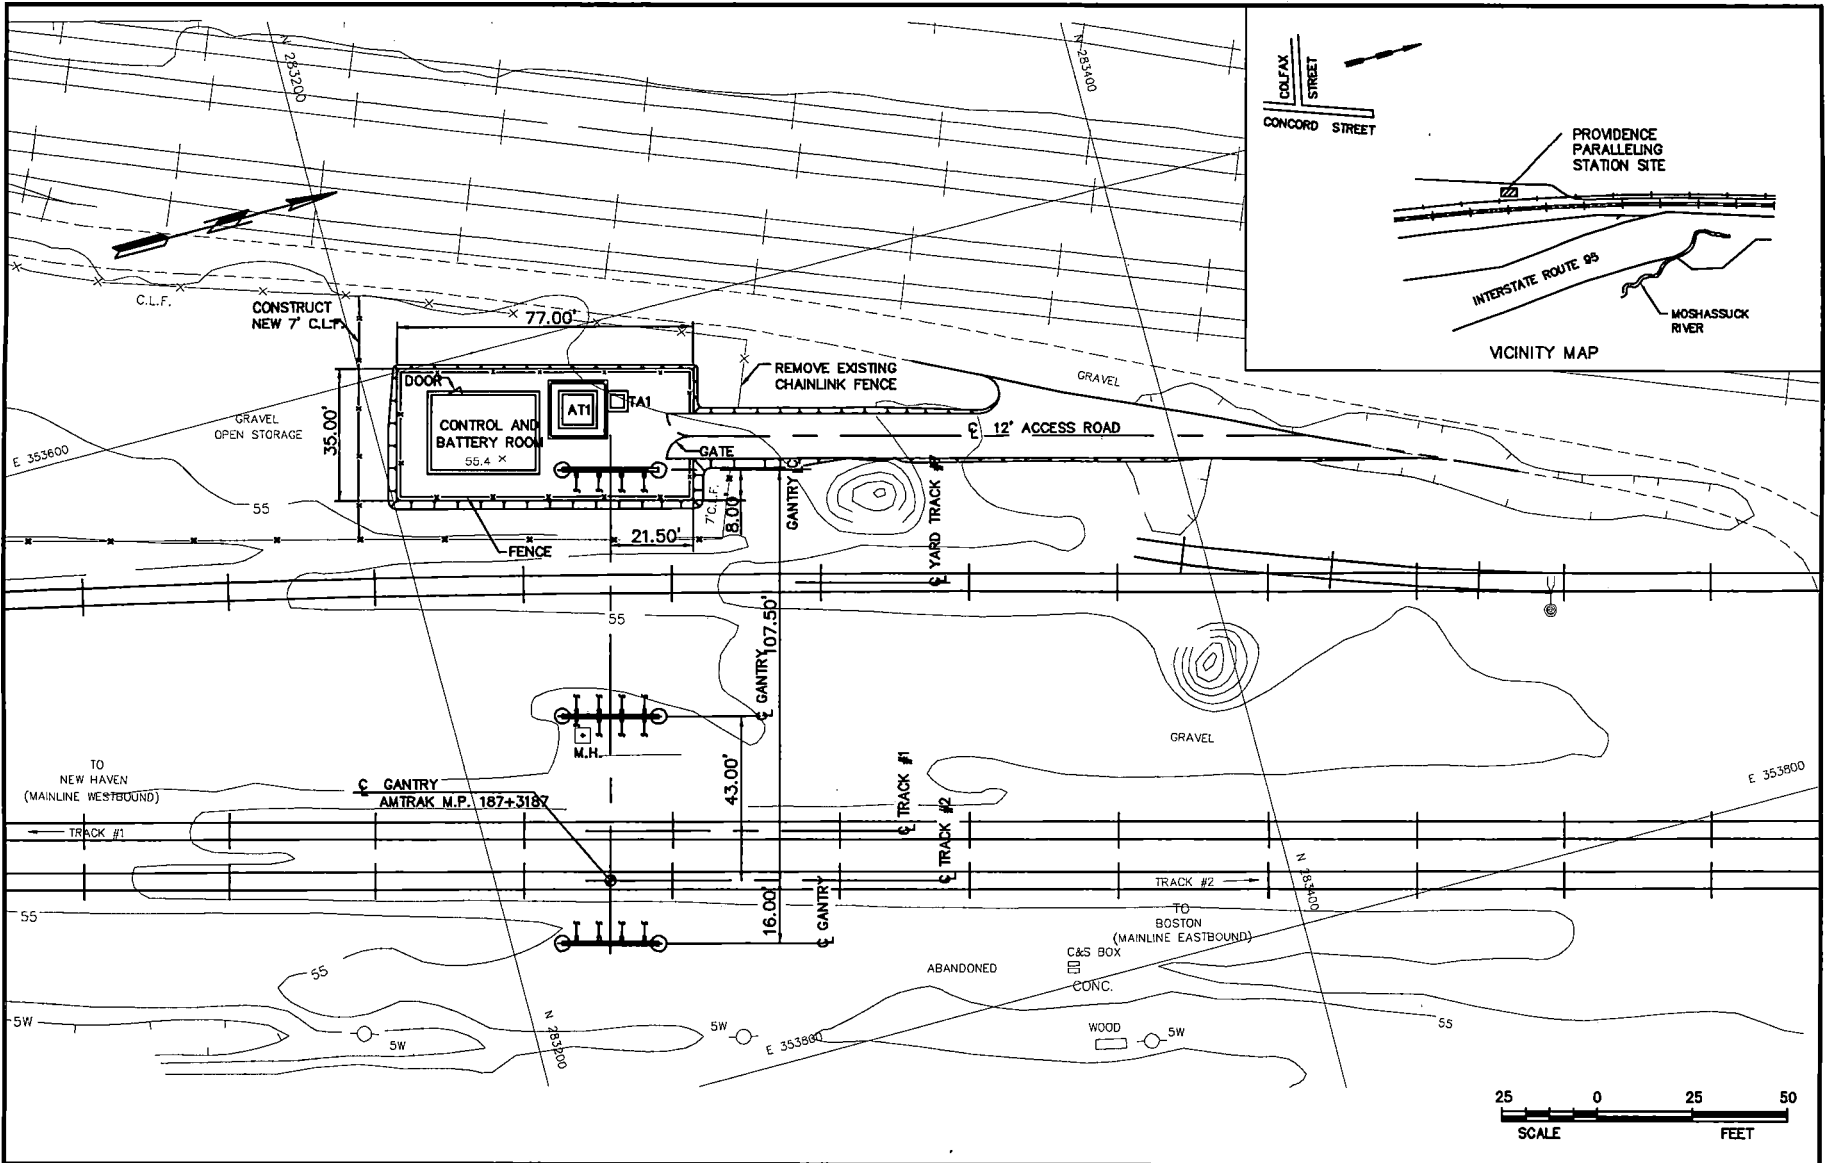 N 283200
N 283400
COLFAX
STREET
CONCORD STREET
PROVIDENCE
PARALLELING
STATION SITE
INTERSTATE ROUTE 95
MOSHASSUCK
RIVER
VICINITY MAP
C.L.F.
CONSTRUCT
NEW 7' C.L.F.
77.00'
REMOVE EXISTING
CHAINLINK FENCE
GRAVEL
DOOR
AT1
TA1
CONTROL AND
BATTERY ROOM
55.4
35.00'
GRAVEL
OPEN STORAGE
E 353600
℄ 12' ACCESS ROAD
GATE
55
7' C.L.F.
8.00'
℄ GANTRY
℄ YARD TRACK #7
21.50'
FENCE
55
107.50'
℄ GANTRY
M.H.
43.00'
GRAVEL
TO
NEW HAVEN
(MAINLINE WESTBOUND)
℄ GANTRY
AMTRAK M.P. 187+3187
℄ TRACK #1
℄ TRACK #2
E 353800
TRACK #1
TRACK #2
N 283400
16.00'
℄ GANTRY
TO
BOSTON
(MAINLINE EASTBOUND)
55
55
ABANDONED
C&S BOX
CONC.
5W
5W
N 283200
5W
E 353800
WOOD
5W
55
25 0 25 50
SCALE FEET